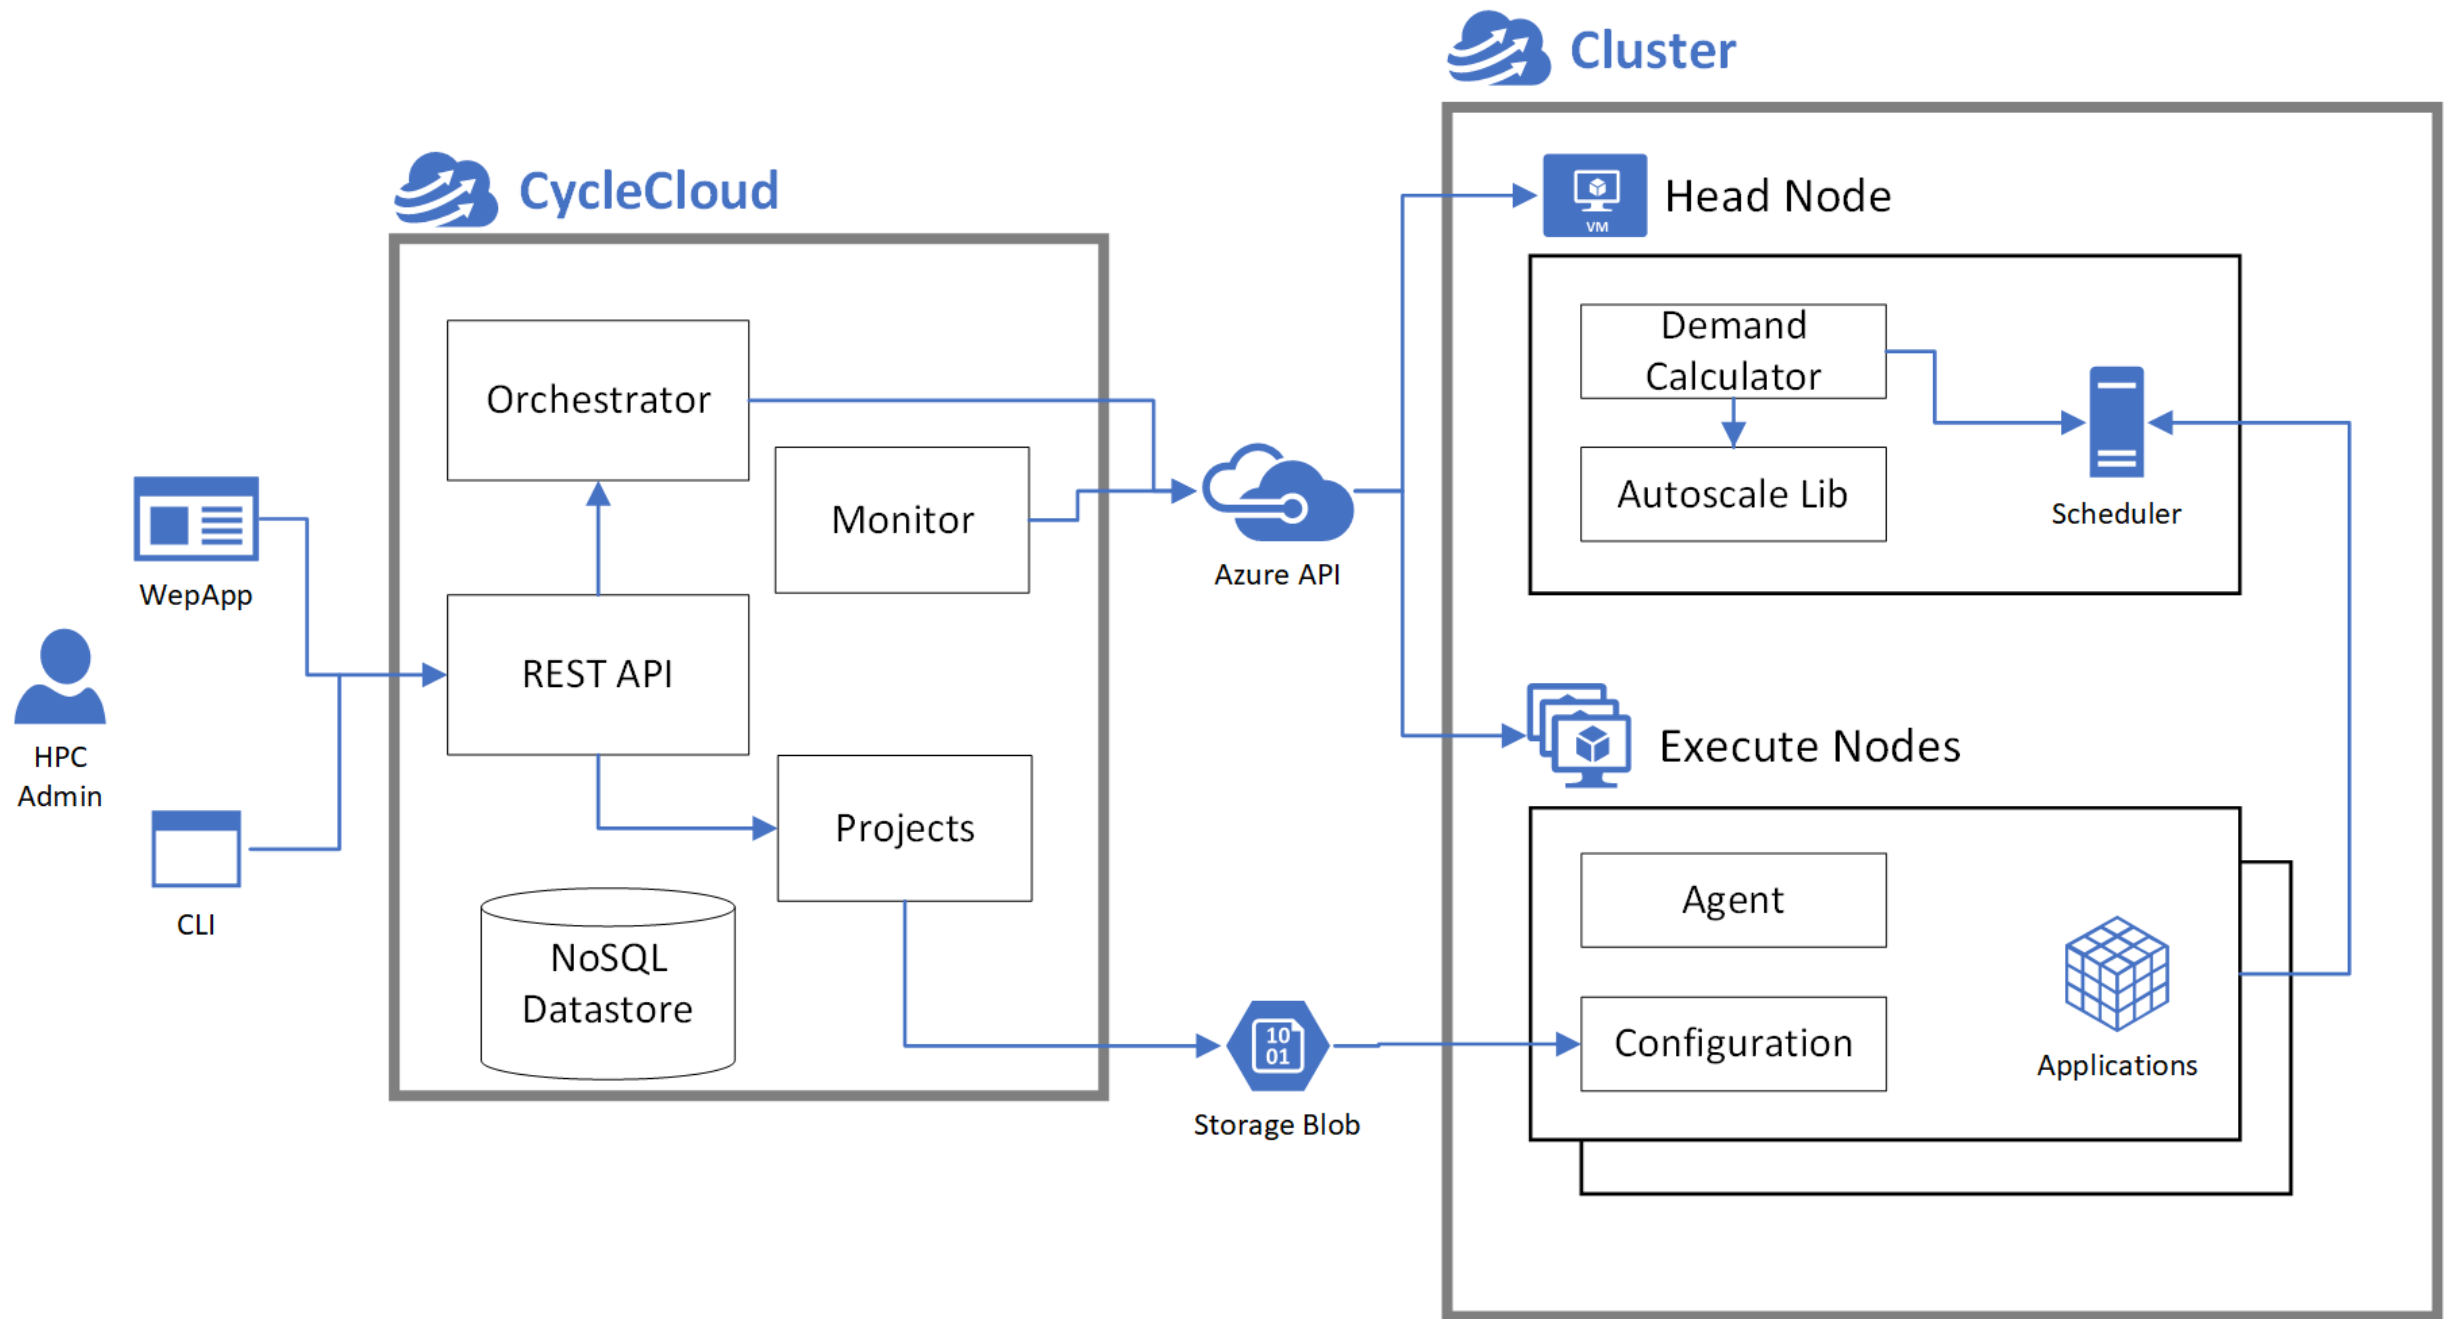 Cluster
CycleCloud
VM
Head Node
Demand
Calculator
Orchestrator
Autoscale Lib
Scheduler
Monitor
Azure API
WepApp
REST API
HPC
Admin
Execute Nodes
Projects
CLI
Agent
NoSQL
Datastore
10
01
Configuration
Applications
Storage Blob